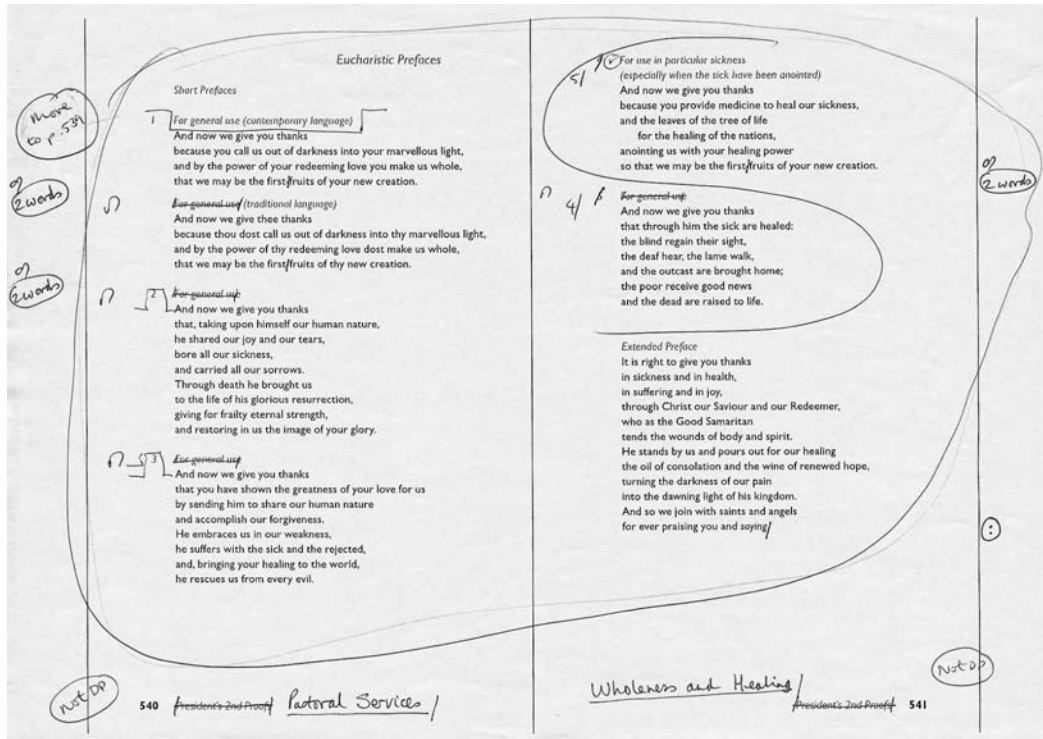 Eucharistic Prefaces
Short Prefaces
move
to p.539
1 For general use (contemporary language)
And now we give you thanks
because you call us out of darkness into your marvellous light,
and by the power of your redeeming love you make us whole,
that we may be the first fruits of your new creation.
2 words
For general use (traditional language)
And now we give thee thanks
because thou dost call us out of darkness into thy marvellous light,
and by the power of thy redeeming love dost make us whole,
that we may be the first fruits of thy new creation.
2 words
2 For general use
And now we give you thanks
that, taking upon himself our human nature,
he shared our joy and our tears,
bore all our sickness,
and carried all our sorrows.
Through death he brought us
to the life of his glorious resurrection,
giving for frailty eternal strength,
and restoring in us the image of your glory.
3 For general use
And now we give you thanks
that you have shown the greatness of your love for us
by sending him to share our human nature
and accomplish our forgiveness.
He embraces us in our weakness,
he suffers with the sick and the rejected,
and, bringing your healing to the world,
he rescues us from every evil.
Not DP
540 President's 2nd Proofs Pastoral Services
5/ For use in particular sickness
(especially when the sick have been anointed)
And now we give you thanks
because you provide medicine to heal our sickness,
and the leaves of the tree of life
for the healing of the nations,
anointing us with your healing power
so that we may be the first fruits of your new creation.
2 words
4/ For general use
And now we give you thanks
that through him the sick are healed:
the blind regain their sight,
the deaf hear, the lame walk,
and the outcast are brought home;
the poor receive good news
and the dead are raised to life.
Extended Preface
It is right to give you thanks
in sickness and in health,
in suffering and in joy,
through Christ our Saviour and our Redeemer,
who as the Good Samaritan
tends the wounds of body and spirit.
He stands by us and pours out for our healing
the oil of consolation and the wine of renewed hope,
turning the darkness of our pain
into the dawning light of his kingdom.
And so we join with saints and angels
for ever praising you and saying
:
Not DP
Wholeness and Healing
President's 2nd Proofs 541